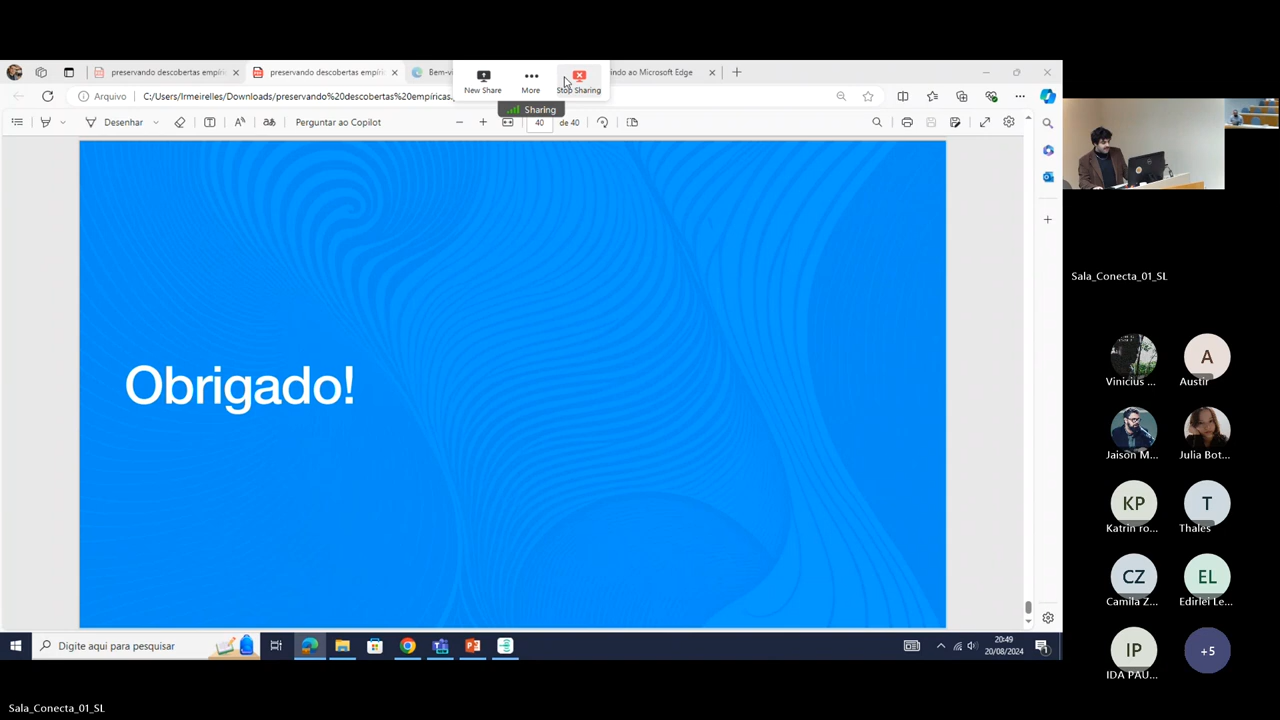 preservando descobertas empíri
preservando descobertas empíri
Bem-vi
indo ao Microsoft Edge
New Share
More
Stop Sharing
Sharing
Arquivo
C:/Users/lrmeirelles/Downloads/preservando%20descobertas%20empíricas.
Desenhar
Perguntar ao Copilot
40
de 40
Obrigado!
Sala_Conecta_01_SL
Vinicius ...
A
Austir
Jaison M...
Julia Bot...
KP
Katrin ro...
T
Thales
CZ
Camila Z...
EL
Edirlei Le...
IP
IDA PAU...
+5
Digite aqui para pesquisar
20:49
20/08/2024
Sala_Conecta_01_SL